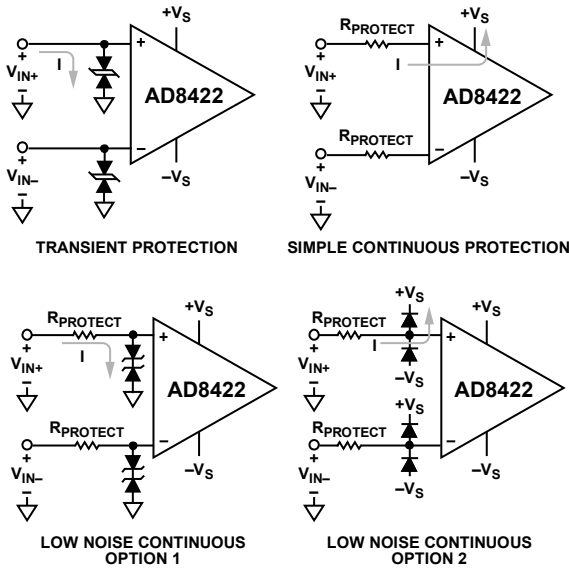 +VS
+
VIN+
I
+
−
AD8422
+
VIN−
−
−
−VS
TRANSIENT PROTECTION
+VS
RPROTECT
+
VIN+
I
+
−
AD8422
RPROTECT
+
VIN−
−
−
−VS
SIMPLE CONTINUOUS PROTECTION
+VS
RPROTECT
+
VIN+
I
+
−
AD8422
RPROTECT
+
VIN−
−
−
−VS
LOW NOISE CONTINUOUS
OPTION 1
+VS
+VS
RPROTECT
+
VIN+
I
+
−
−VS
AD8422
+VS
RPROTECT
+
VIN−
−
−
−VS
−VS
LOW NOISE CONTINUOUS
OPTION 2